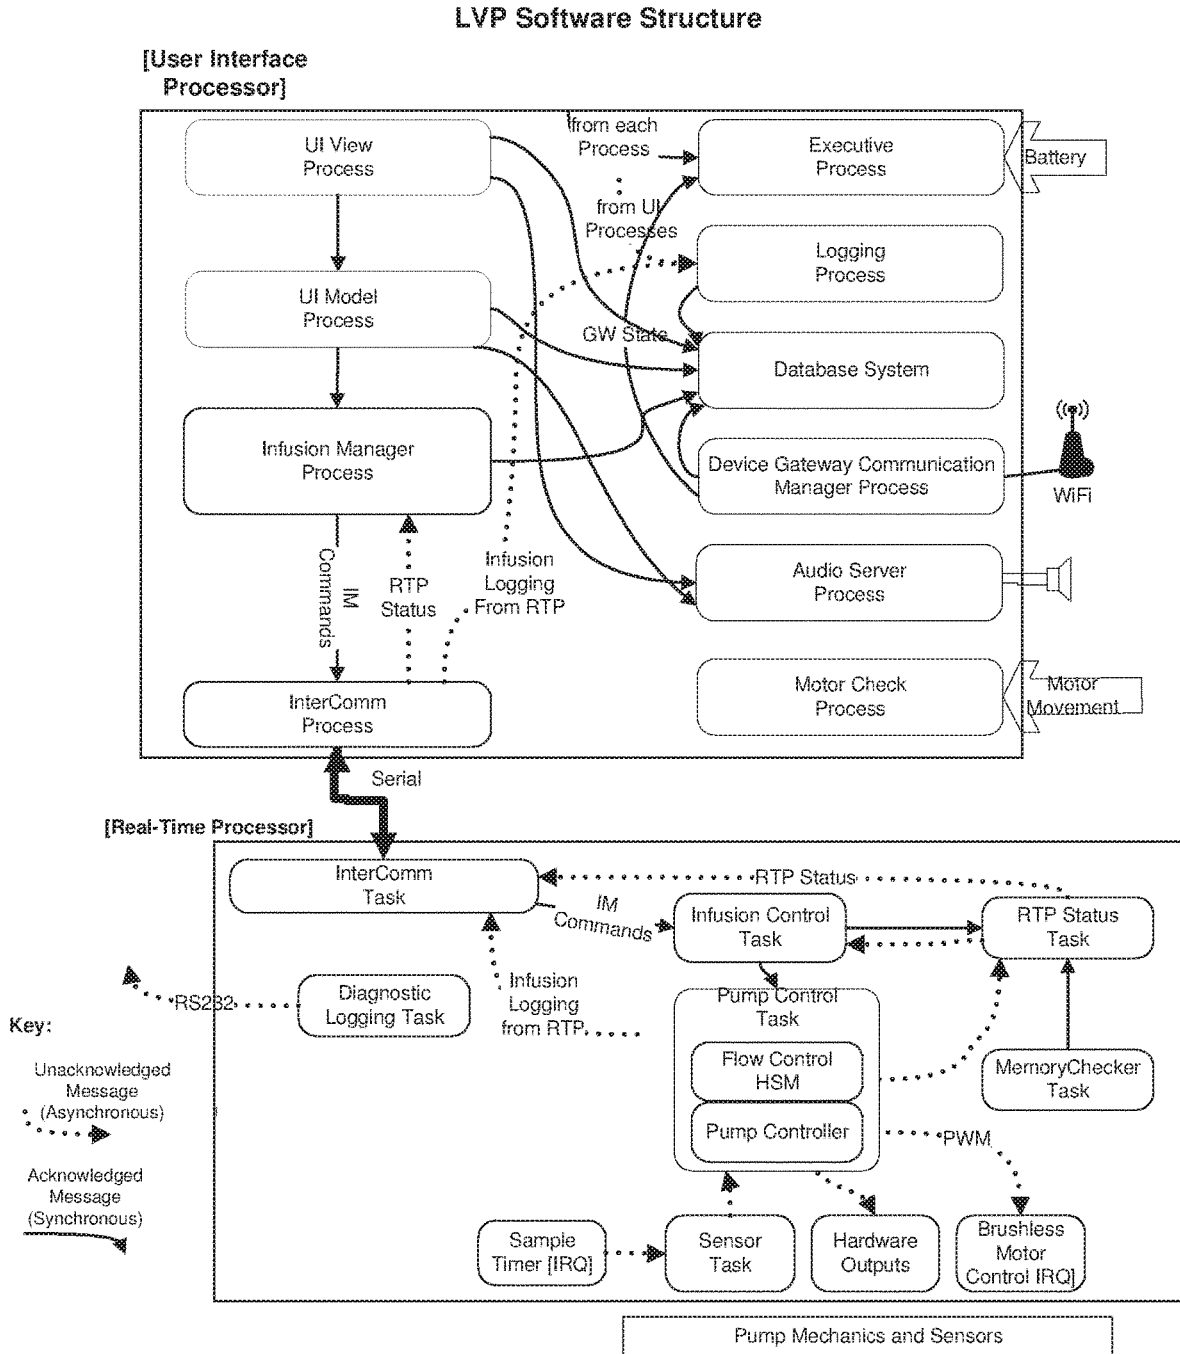 LVP Software Structure
[User Interface
Processor]
UI View
Process
from each
Process
Executive
Process
Battery
from UI
Processes
Logging
Process
UI Model
Process
GW State
Database System
Infusion Manager
Process
Device Gateway Communication
Manager Process
WiFi
IM
Commands
RTP
Status
Infusion
Logging
From RTP
Audio Server
Process
InterComm
Process
Motor Check
Process
Motor
Movement
Serial
[Real-Time Processor]
InterComm
Task
RTP Status
IM
Commands
Infusion Control
Task
RTP Status
Task
RS232
Diagnostic
Logging Task
Infusion
Logging
from RTP
Pump Control
Task
Flow Control
HSM
Pump Controller
MemoryChecker
Task
Key:
Unacknowledged
Message
(Asynchronous)
PWM
Acknowledged
Message
(Synchronous)
Sample
Timer [IRQ]
Sensor
Task
Hardware
Outputs
Brushless
Motor
Control IRQ]
Pump Mechanics and Sensors